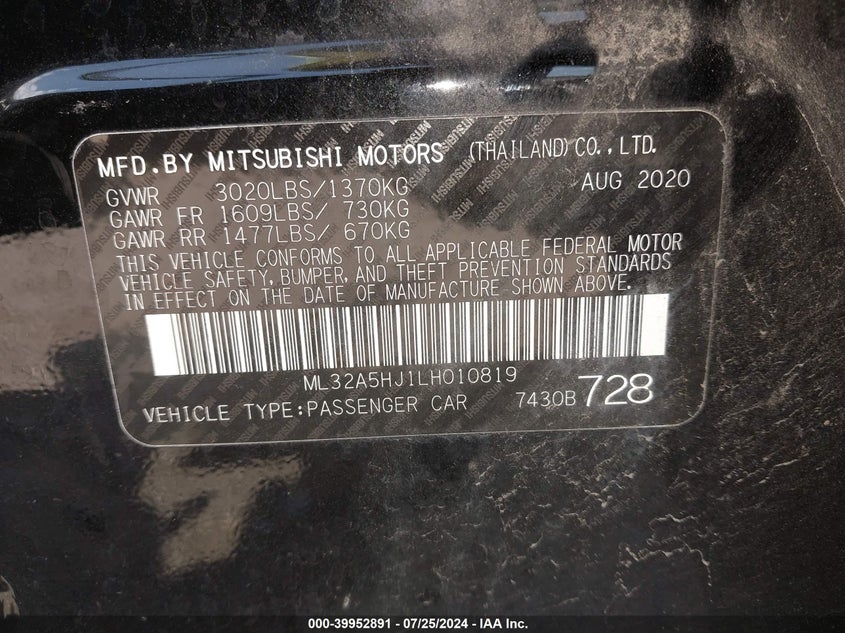 MFD.BY MITSUBISHI MOTORS (THAILAND)CO.,LTD.
GVWR 3020LBS/1370KG AUG 2020
GAWR FR 1609LBS/ 730KG
GAWR RR 1477LBS/ 670KG
THIS VEHICLE CONFORMS TO ALL APPLICABLE FEDERAL MOTOR
VEHICLE SAFETY,BUMPER,AND THEFT PREVENTION STANDARDS
IN EFFECT ON THE DATE OF MANUFACTURE SHOWN ABOVE.
ML32A5HJ1LH010819
VEHICLE TYPE:PASSENGER CAR 7430B 728
000-39952891 - 07/25/2024 - IAA Inc.